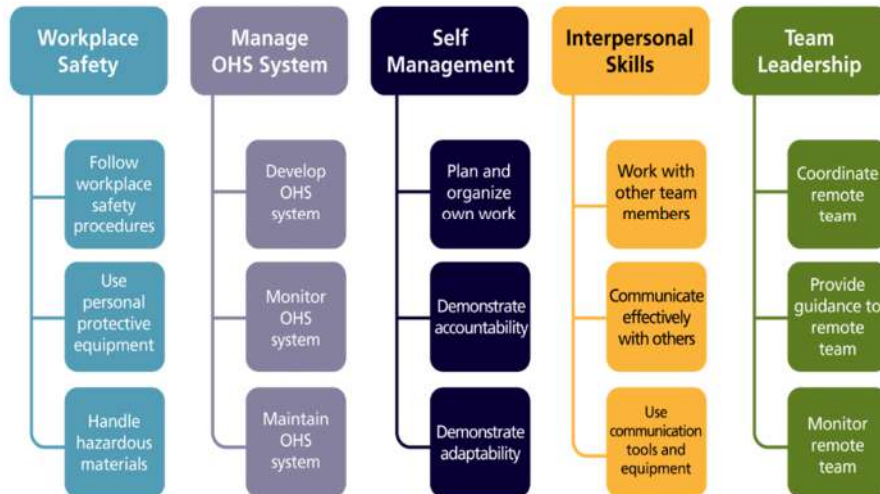 Workplace
Safety
Follow
workplace
safety
procedures
Use
personal
protective
equipment
Handle
hazardous
materials
Manage
OHS System
Develop
OHS
system
Monitor
OHS
system
Maintain
OHS
system
Self
Management
Plan and
organize
own work
Demonstrate
accountability
Demonstrate
adaptability
Interpersonal
Skills
Work with
other team
members
Communicate
effectively
with others
Use
communication
tools and
equipment
Team
Leadership
Coordinate
remote
team
Provide
guidance to
remote
team
Monitor
remote
team